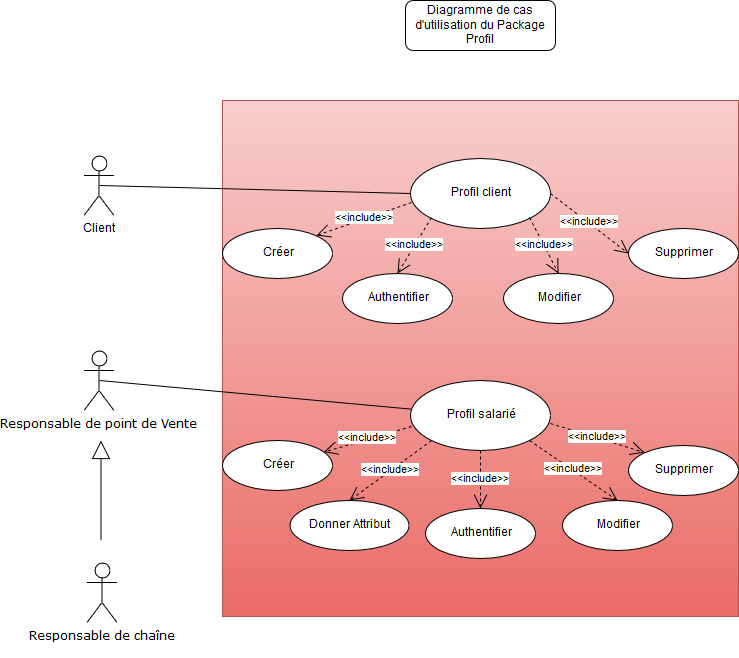 Diagramme de cas
d'utilisation du Package
Profil
Client
Profil client
<<include>>
<<include>>
<<include>>
<<include>>
Créer
Authentifier
Modifier
Supprimer
Responsable de point de Vente
Profil salarié
<<include>>
<<include>>
<<include>>
<<include>>
<<include>>
Créer
Donner Attribut
Authentifier
Modifier
Supprimer
Responsable de chaîne